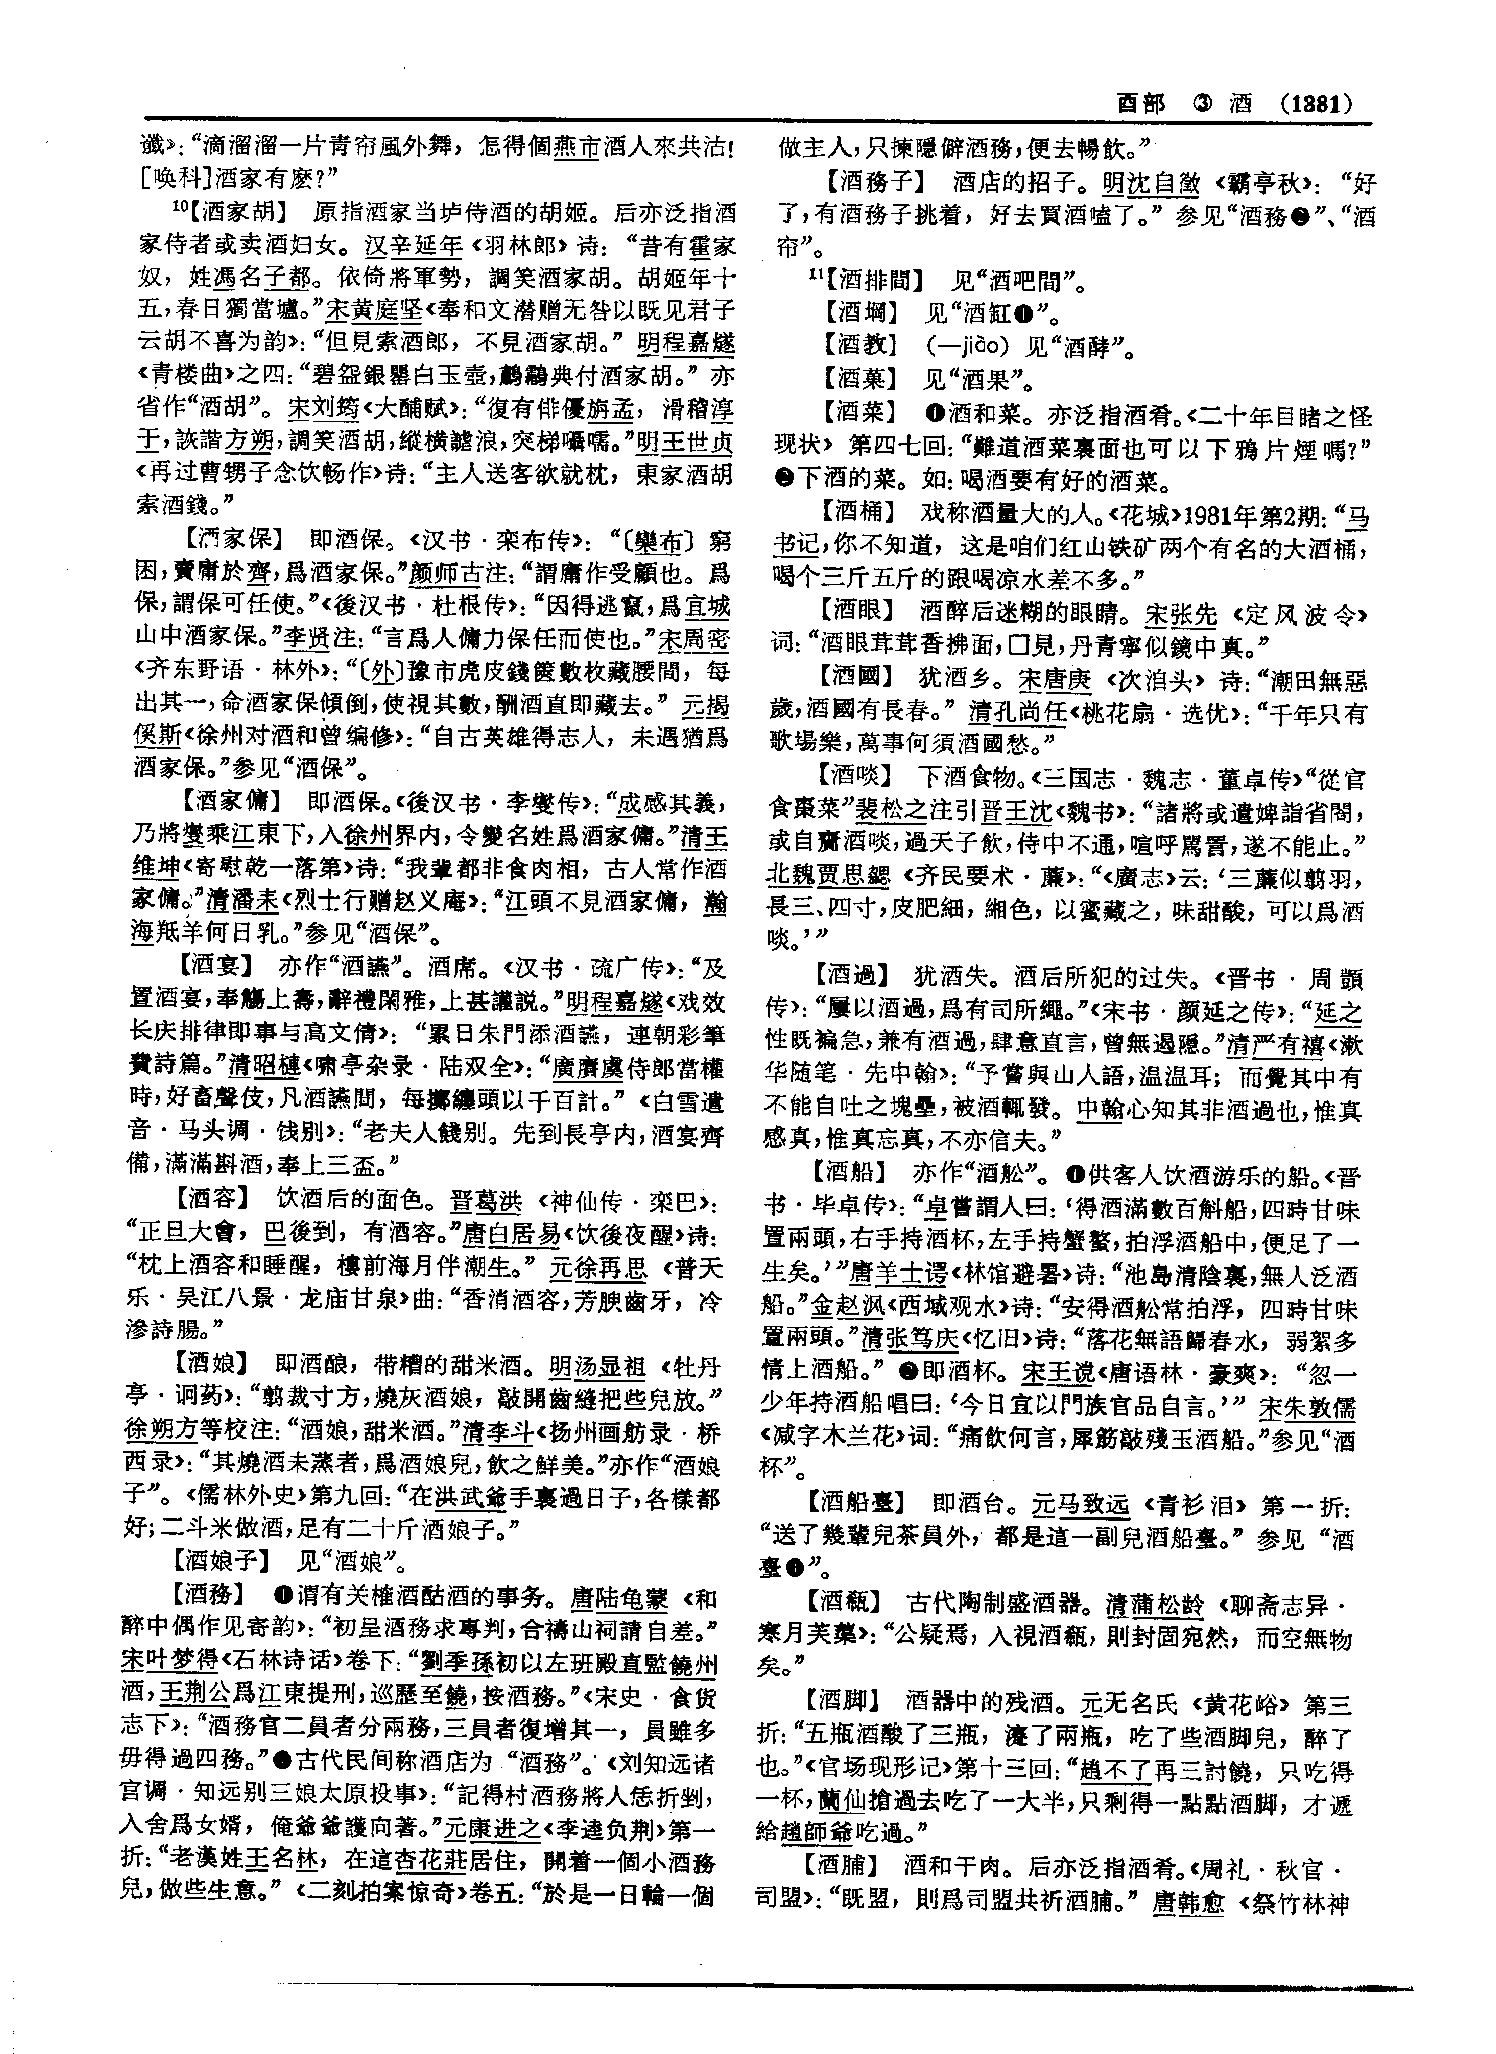 酉部 ③ 酒 (1381)
谶》：“滴溜溜一片青帘風外舞，怎得個燕市酒人來共沽！
［唤科］酒家有麽？”
¹⁰【酒家胡】 原指酒家当垆侍酒的胡姬。后亦泛指酒
家侍者或卖酒妇女。汉辛延年《羽林郎》诗：“昔有霍家
奴，姓馮名子都。依倚將軍勢，調笑酒家胡。胡姬年十
五，春日獨當壚。”宋黄庭坚《奉和文潜赠无咎以既见君子
云胡不喜为韵》：“但見索酒郎，不見酒家胡。”明程嘉燧
《青楼曲》之四：“碧盌銀罌白玉壺，鷫鸘典付酒家胡。”亦
省作“酒胡”。宋刘筠《大酺赋》：“復有俳優旃孟，滑稽淳
于，詼諧方朔，調笑酒胡，縱横謔浪，突梯囁嚅。”明王世贞
《再过曹甥子念饮畅作》诗：“主人送客欲就枕，東家酒胡
索酒錢。”
【酒家保】 即酒保。《汉书·栾布传》：“〔欒布〕窮
困，賣庸於齊，爲酒家保。”颜师古注：“謂庸作受顧也。爲
保，謂保可任使。”《後汉书·杜根传》：“因得逃竄，爲宜城
山中酒家保。”李贤注：“言爲人傭力保任而使也。”宋周密
《齐东野语·林外》：“〔外〕豫市虎皮錢篋數枚藏腰間，每
出其一，命酒家保傾倒，使視其數，酬酒直即藏去。”元揭
傒斯《徐州对酒和曾编修》：“自古英雄得志人，未遇猶爲
酒家保。”参见“酒保”。
【酒家傭】 即酒保。《後汉书·李燮传》：“成感其義，
乃將燮乘江東下，入徐州界内，令變名姓爲酒家傭。”清王
维坤《寄慰乾一落第》诗：“我輩都非食肉相，古人常作酒
家傭。”清潘耒《烈士行赠赵义庵》：“江頭不見酒家傭，瀚
海羝羊何日乳。”参见“酒保”。
【酒宴】 亦作“酒讌”。酒席。《汉书·疏广传》：“及
置酒宴，奉觴上壽，辭禮閑雅，上甚讙説。”明程嘉燧《戏效
长庆排律即事与高文倩》：“累日朱門添酒讌，連朝彩筆
費詩篇。”清昭槤《啸亭杂录·陆双全》：“廣賡虞侍郎當權
時，好畜聲伎，凡酒讌間，每擲纏頭以千百計。”《白雪遗
音·马头调·饯别》：“老夫人餞别。先到長亭内，酒宴齊
備，滿滿斟酒，奉上三盃。”
【酒容】 饮酒后的面色。晋葛洪《神仙传·栾巴》：
“正旦大會，巴後到，有酒容。”唐白居易《饮後夜醒》诗：
“枕上酒容和睡醒，樓前海月伴潮生。”元徐再思《普天
乐·吴江八景·龙庙甘泉》曲：“香消酒容，芳腴齒牙，冷
滲詩腸。”
【酒娘】 即酒酿，带糟的甜米酒。明汤显祖《牡丹
亭·诇药》：“剪裁寸方，燒灰酒娘，敲開齒縫把些兒放。”
徐朔方等校注：“酒娘，甜米酒。”清李斗《扬州画舫录·桥
西录》：“其燒酒未蒸者，爲酒娘兒，飲之鮮美。”亦作“酒娘
子”。《儒林外史》第九回：“在洪武爺手裏過日子，各樣都
好；二斗米做酒，足有二十斤酒娘子。”
【酒娘子】 见“酒娘”。
【酒務】 ❶谓有关榷酒酤酒的事务。唐陆龟蒙《和
醉中偶作见寄韵》：“初呈酒務求專判，合禱山祠請自差。”
宋叶梦得《石林诗话》卷下：“劉季孫初以左班殿直監饒州
酒，王荆公爲江東提刑，巡歷至饒，按酒務。”《宋史·食货
志下》：“酒務官二員者分兩務，三員者復增其一，員雖多
毋得過四務。”❷古代民间称酒店为“酒務”。《刘知远诸
宫调·知远别三娘太原投事》：“記得村酒務將人恁折剉，
入舍爲女婿，俺爺爺護向著。”元康进之《李逵负荆》第一
折：“老漢姓王名林，在這杏花莊居住，開着一個小酒務
兒，做些生意。”《二刻拍案惊奇》卷五：“於是一日輪一個
做主人，只揀隱僻酒務，便去暢飲。”
【酒務子】 酒店的招子。明沈自徵《霸亭秋》：“好
了，有酒務子挑着，好去買酒嗑了。”参见“酒務❷”、“酒
帘”。
¹¹【酒排間】 见“酒吧間”。
【酒堈】 见“酒缸❶”。
【酒教】 （—jiào）见“酒酵”。
【酒菓】 见“酒果”。
【酒菜】 ❶酒和菜。亦泛指酒肴。《二十年目睹之怪
现状》第四七回：“難道酒菜裏面也可以下鴉片煙嗎？”
❷下酒的菜。如：喝酒要有好的酒菜。
【酒桶】 戏称酒量大的人。《花城》1981年第2期：“马
书记，你不知道，这是咱们红山铁矿两个有名的大酒桶，
喝个三斤五斤的跟喝凉水差不多。”
【酒眼】 酒醉后迷糊的眼睛。宋张先《定风波令》
词：“酒眼茸茸香拂面，囗見，丹青寧似鏡中真。”
【酒國】 犹酒乡。宋唐庚《次泊头》诗：“潮田無惡
歲，酒國有長春。”清孔尚任《桃花扇·选优》：“千年只有
歌場樂，萬事何須酒國愁。”
【酒啖】 下酒食物。《三国志·魏志·董卓传》“從官
食棗菜”裴松之注引晋王沈《魏书》：“諸將或遣婢詣省閤，
或自齎酒啖，過天子飲，侍中不通，喧呼駡詈，遂不能止。”
北魏贾思勰《齐民要术·藨》：“《廣志》云：‘三藨似翦羽，
長三、四寸，皮肥細，緗色，以蜜藏之，味甜酸，可以爲酒
啖。’”
【酒過】 犹酒失。酒后所犯的过失。《晋书·周顗
传》：“屢以酒過，爲有司所繩。”《宋书·颜延之传》：“延之
性既褊急，兼有酒過，肆意直言，曾無遏隱。”清严有禧《漱
华随笔·先中翰》：“予嘗與山人語，温温耳；而覺其中有
不能自吐之塊壘，被酒輒發。中翰心知其非酒過也，惟真
感真，惟真忘真，不亦信夫。”
【酒船】 亦作“酒舩”。❶供客人饮酒游乐的船。《晋
书·毕卓传》：“卓嘗謂人曰：‘得酒滿數百斛船，四時甘味
置兩頭，右手持酒杯，左手持蟹螯，拍浮酒船中，便足了一
生矣。’”唐羊士谔《林馆避暑》诗：“池島清陰裏，無人泛酒
船。”金赵沨《西域观水》诗：“安得酒舩常拍浮，四時甘味
置兩頭。”清张笃庆《忆旧》诗：“落花無語歸春水，弱絮多
情上酒船。”❷即酒杯。宋王谠《唐语林·豪爽》：“忽一
少年持酒船唱曰：‘今日宜以門族官品自言。’”宋朱敦儒
《减字木兰花》词：“痛飲何言，犀筯敲殘玉酒船。”参见“酒
杯”。
【酒船臺】 即酒台。元马致远《青衫泪》第一折：
“送了幾輩兒茶員外，都是這一副兒酒船臺。”参见“酒
臺❶”。
【酒瓻】 古代陶制盛酒器。清蒲松龄《聊斋志异·
寒月芙蕖》：“公疑焉，入視酒瓻，則封固宛然，而空無物
矣。”
【酒脚】 酒器中的残酒。元无名氏《黄花峪》第三
折：“五瓶酒酸了三瓶，濅了兩瓶，吃了些酒脚兒，醉了
也。”《官场现形记》第十三回：“趙不了再三討饒，只吃得
一杯，蘭仙搶過去吃了一大半，只剩得一點點酒脚，才遞
給趙師爺吃過。”
【酒脯】 酒和干肉。后亦泛指酒肴。《周礼·秋官·
司盟》：“既盟，則爲司盟共祈酒脯。”唐韩愈《祭竹林神